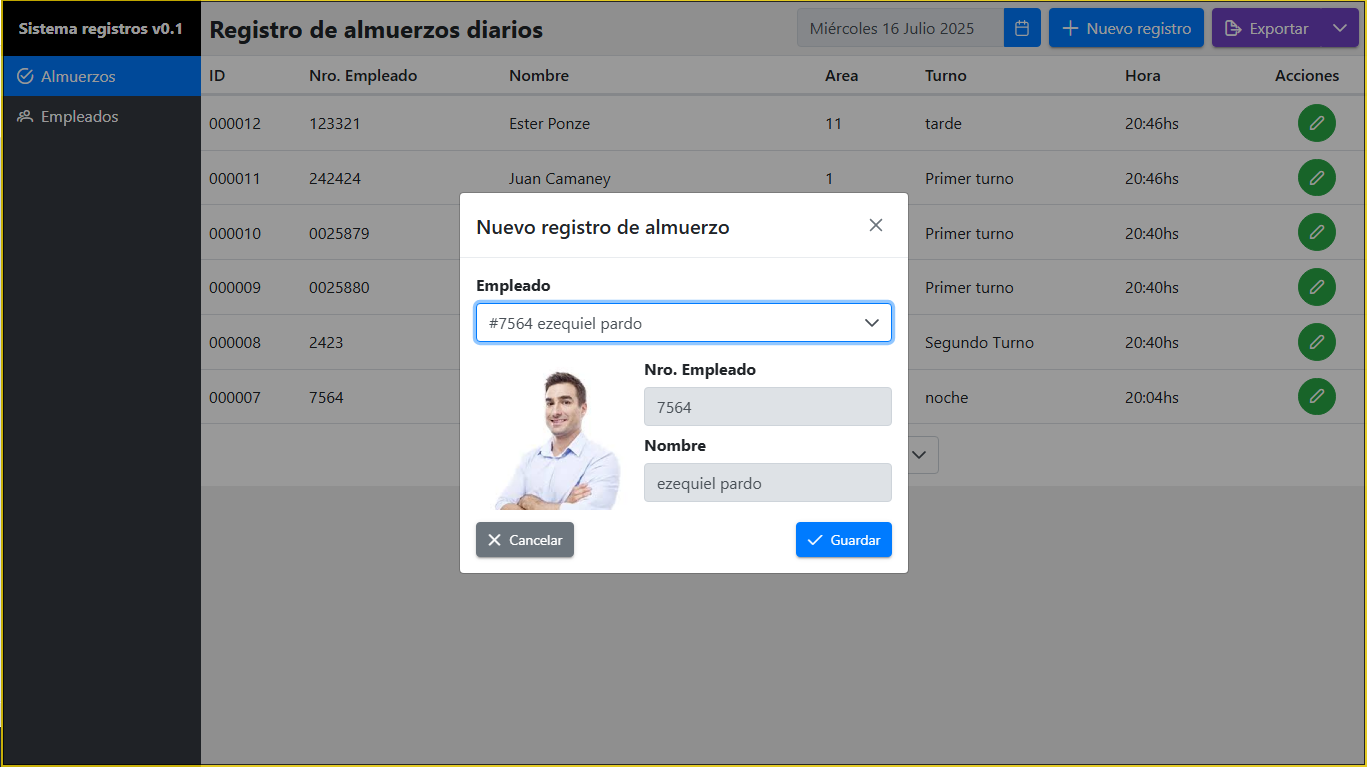 Sistema registros v0.1
Registro de almuerzos diarios
Miércoles 16 Julio 2025
Nuevo registro
Exportar
Almuerzos
Empleados
ID Nro. Empleado Nombre Area Turno Hora Acciones
000012 123321 Ester Ponze 11 tarde 20:46hs
000011 242424 Juan Camaney 1 Primer turno 20:46hs
000010 0025879 Primer turno 20:40hs
000009 0025880 Primer turno 20:40hs
000008 2423 Segundo Turno 20:40hs
000007 7564 noche 20:04hs
Nuevo registro de almuerzo
Empleado
#7564 ezequiel pardo
Nro. Empleado
7564
Nombre
ezequiel pardo
Cancelar
Guardar